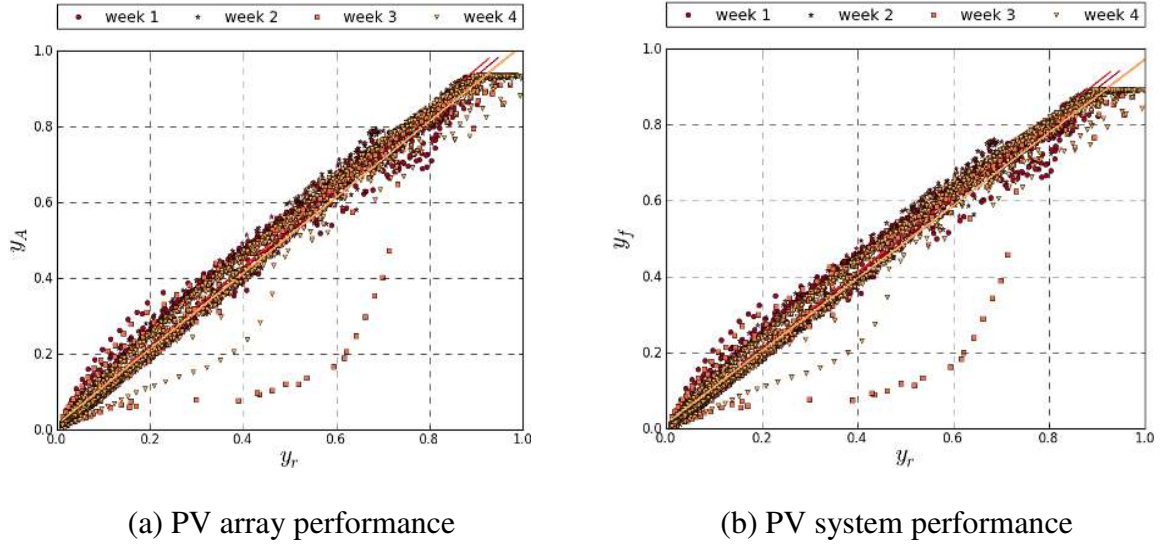 week 1 week 2 week 3 week 4
1.0
0.8
0.6
0.4
0.2
0.0
y_A
0.0 0.2 0.4 0.6 0.8 1.0
y_r
(a) PV array performance
week 1 week 2 week 3 week 4
1.0
0.8
0.6
0.4
0.2
0.0
y_f
0.0 0.2 0.4 0.6 0.8 1.0
y_r
(b) PV system performance